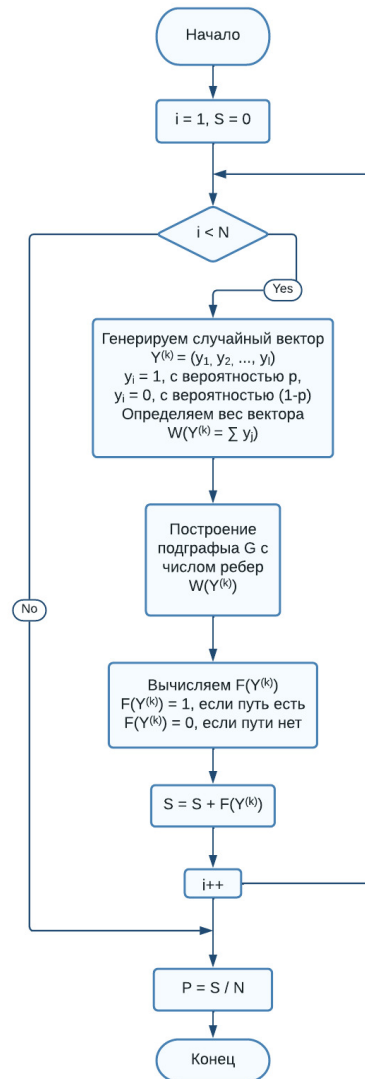 Начало
i = 1, S = 0
i < N
Yes
Генерируем случайный вектор
Y⁽ᵏ⁾ = (y₁, y₂, ..., yₗ)
yᵢ = 1, с вероятностью p,
yᵢ = 0, с вероятностью (1-p)
Определяем вес вектора
W(Y⁽ᵏ⁾ = ∑ yⱼ)
Построение
подграфыа G с
числом ребер
W(Y⁽ᵏ⁾)
No
Вычисляем F(Y⁽ᵏ⁾)
F(Y⁽ᵏ⁾) = 1, если путь есть
F(Y⁽ᵏ⁾) = 0, если пути нет
S = S + F(Y⁽ᵏ⁾)
i++
P = S / N
Конец